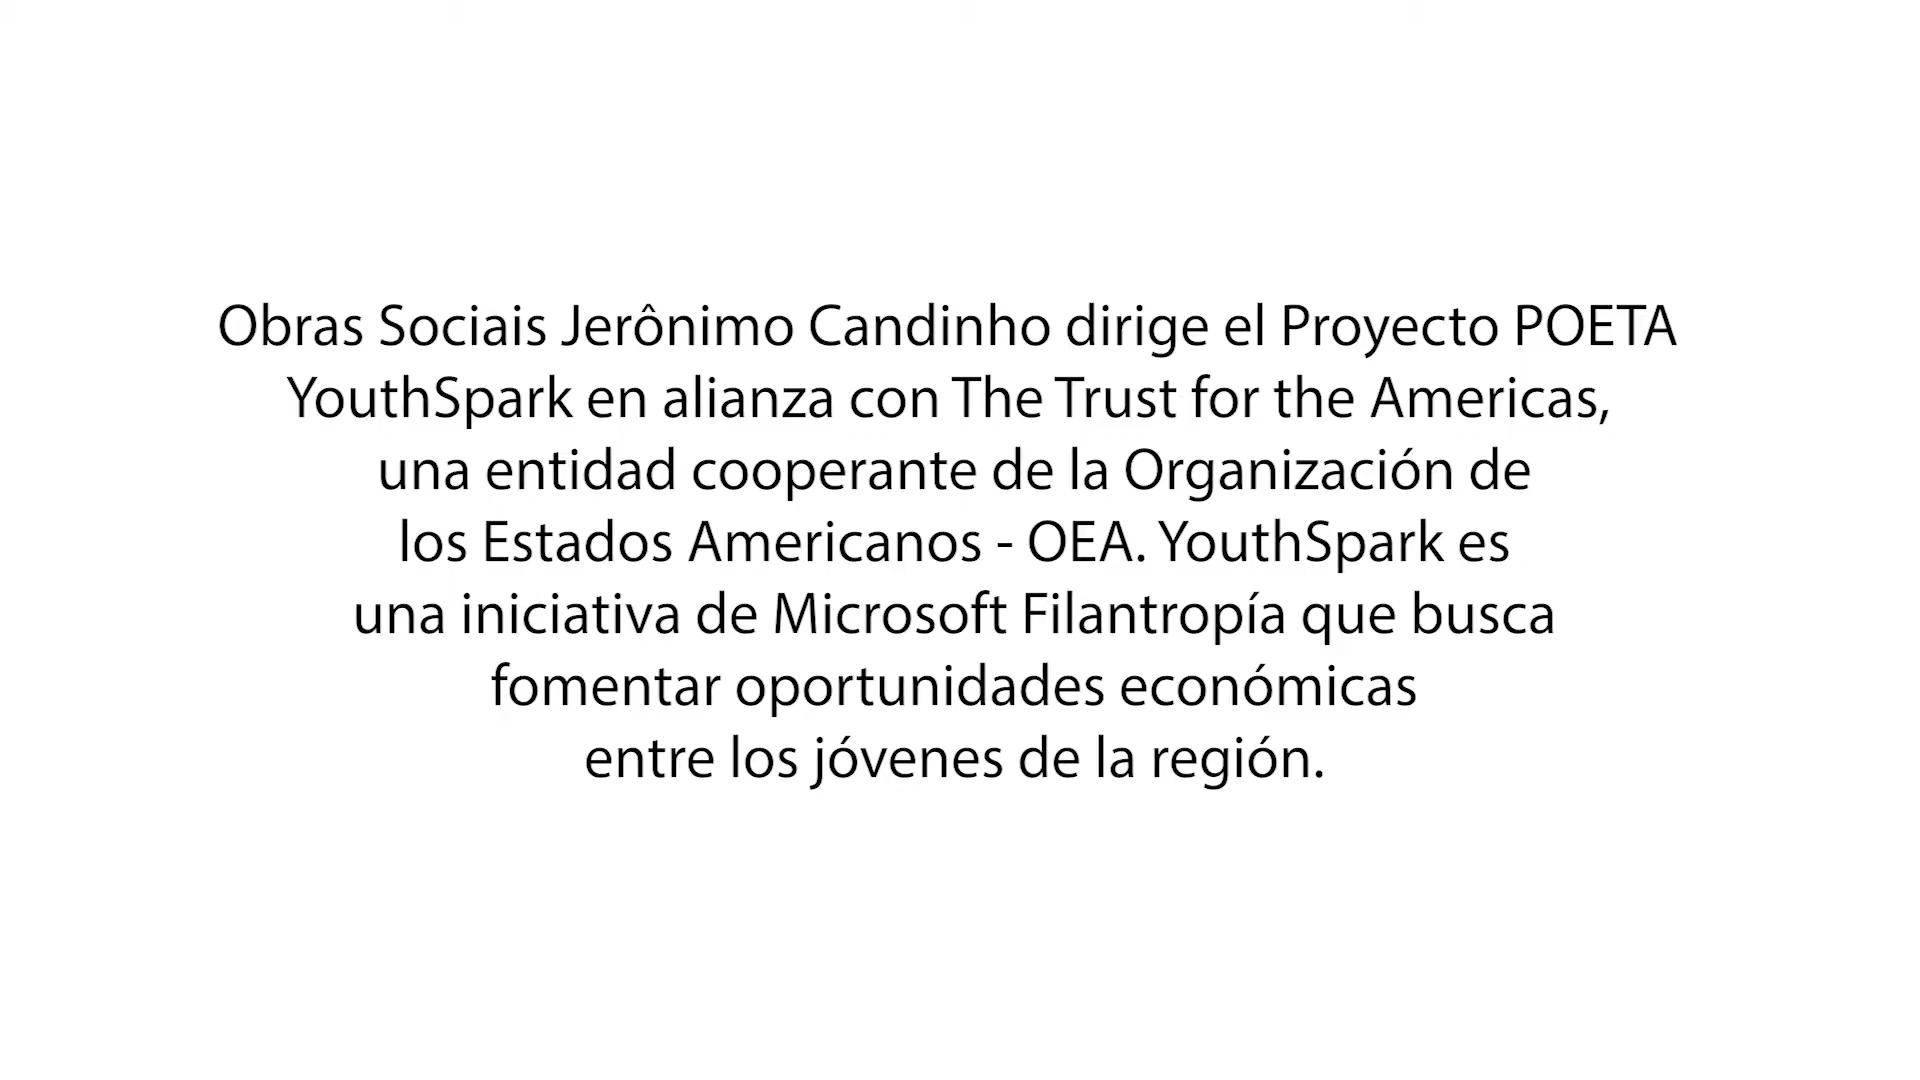 Obras Sociais Jerônimo Candinho dirige el Proyecto POETA
YouthSpark en alianza con The Trust for the Americas,
una entidad cooperante de la Organización de
los Estados Americanos - OEA. YouthSpark es
una iniciativa de Microsoft Filantropía que busca
fomentar oportunidades económicas
entre los jóvenes de la región.